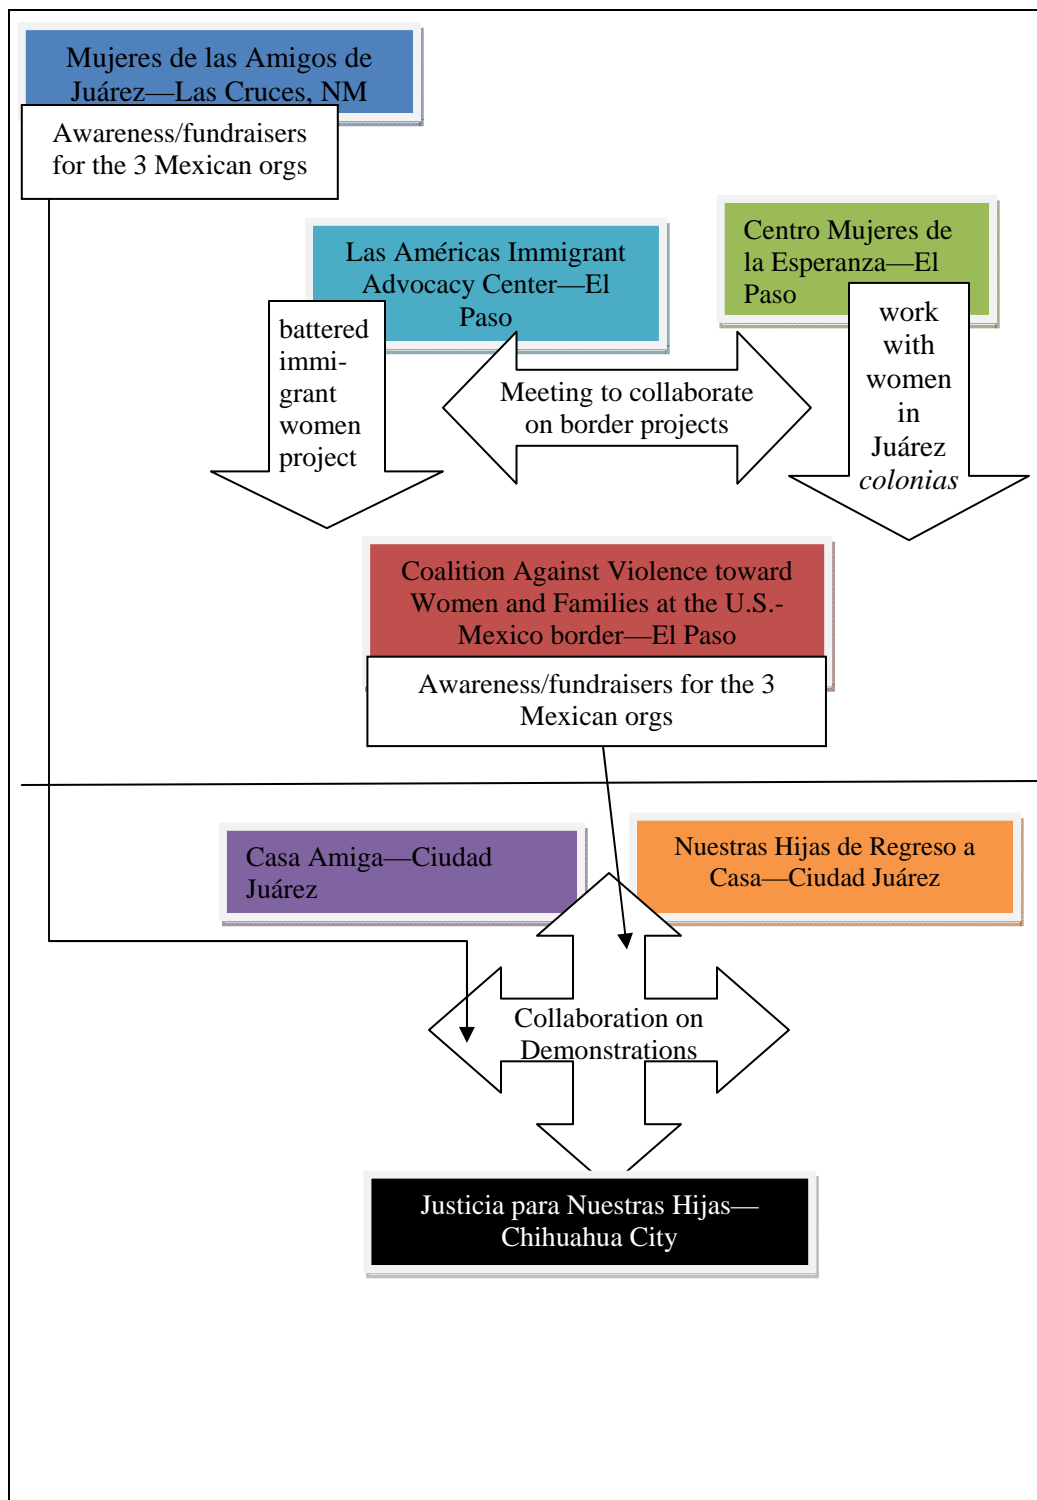 Mujeres de las Amigos de
Juárez—Las Cruces, NM
Awareness/fundraisers
for the 3 Mexican orgs
Las Américas Immigrant
Advocacy Center—El
Paso
Centro Mujeres de
la Esperanza—El
Paso
battered
immi-
grant
women
project
Meeting to collaborate
on border projects
work
with
women
in
Juárez
colonias
Coalition Against Violence toward
Women and Families at the U.S.-
Mexico border—El Paso
Awareness/fundraisers for the 3
Mexican orgs
Casa Amiga—Ciudad
Juárez
Nuestras Hijas de Regreso a
Casa—Ciudad Juárez
Collaboration on
Demonstrations
Justicia para Nuestras Hijas—
Chihuahua City